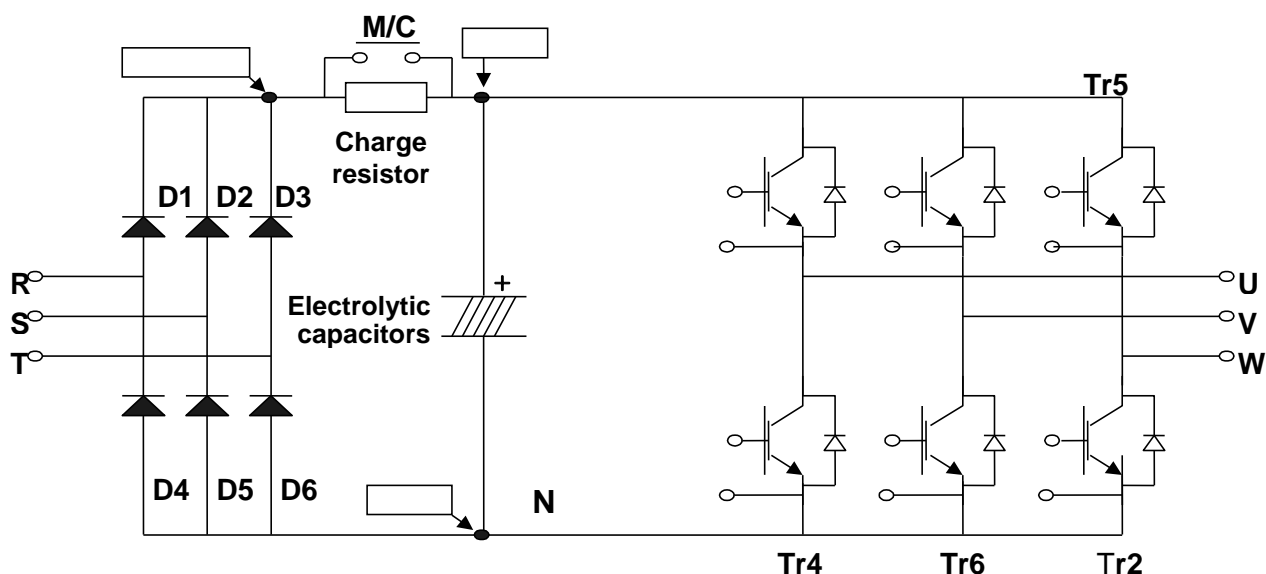 M/C
Tr5
Charge
resistor
D1 D2 D3
R
S
T
+
Electrolytic
capacitors
U
V
W
D4 D5 D6
N
Tr4 Tr6 Tr2